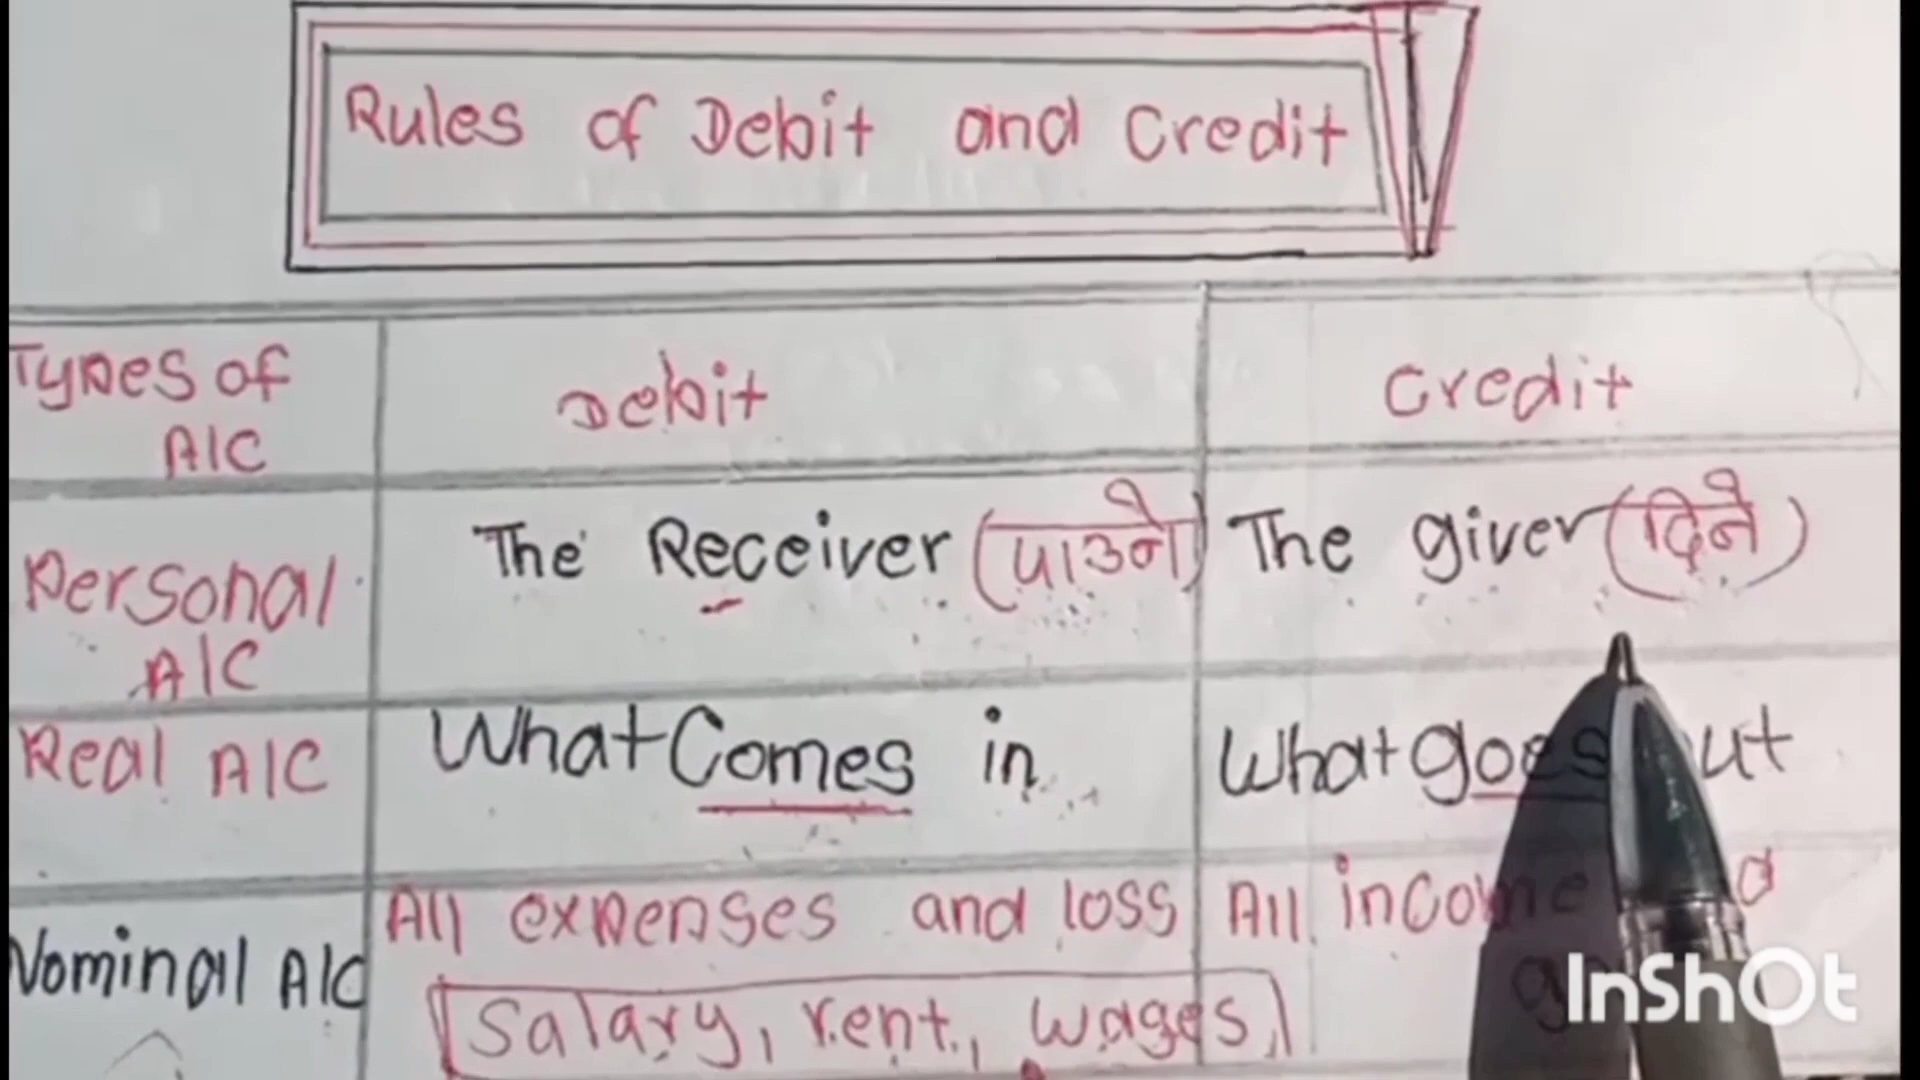 Rules of Debit and Credit
Types of A/C
Debit
Credit
Personal A/C
The Receiver (पाउने)
The giver (दिने)
Real A/C
What Comes in
What goes
Nominal A/C
All expenses and loss
All income
Salary, rent, wages,
InShOt